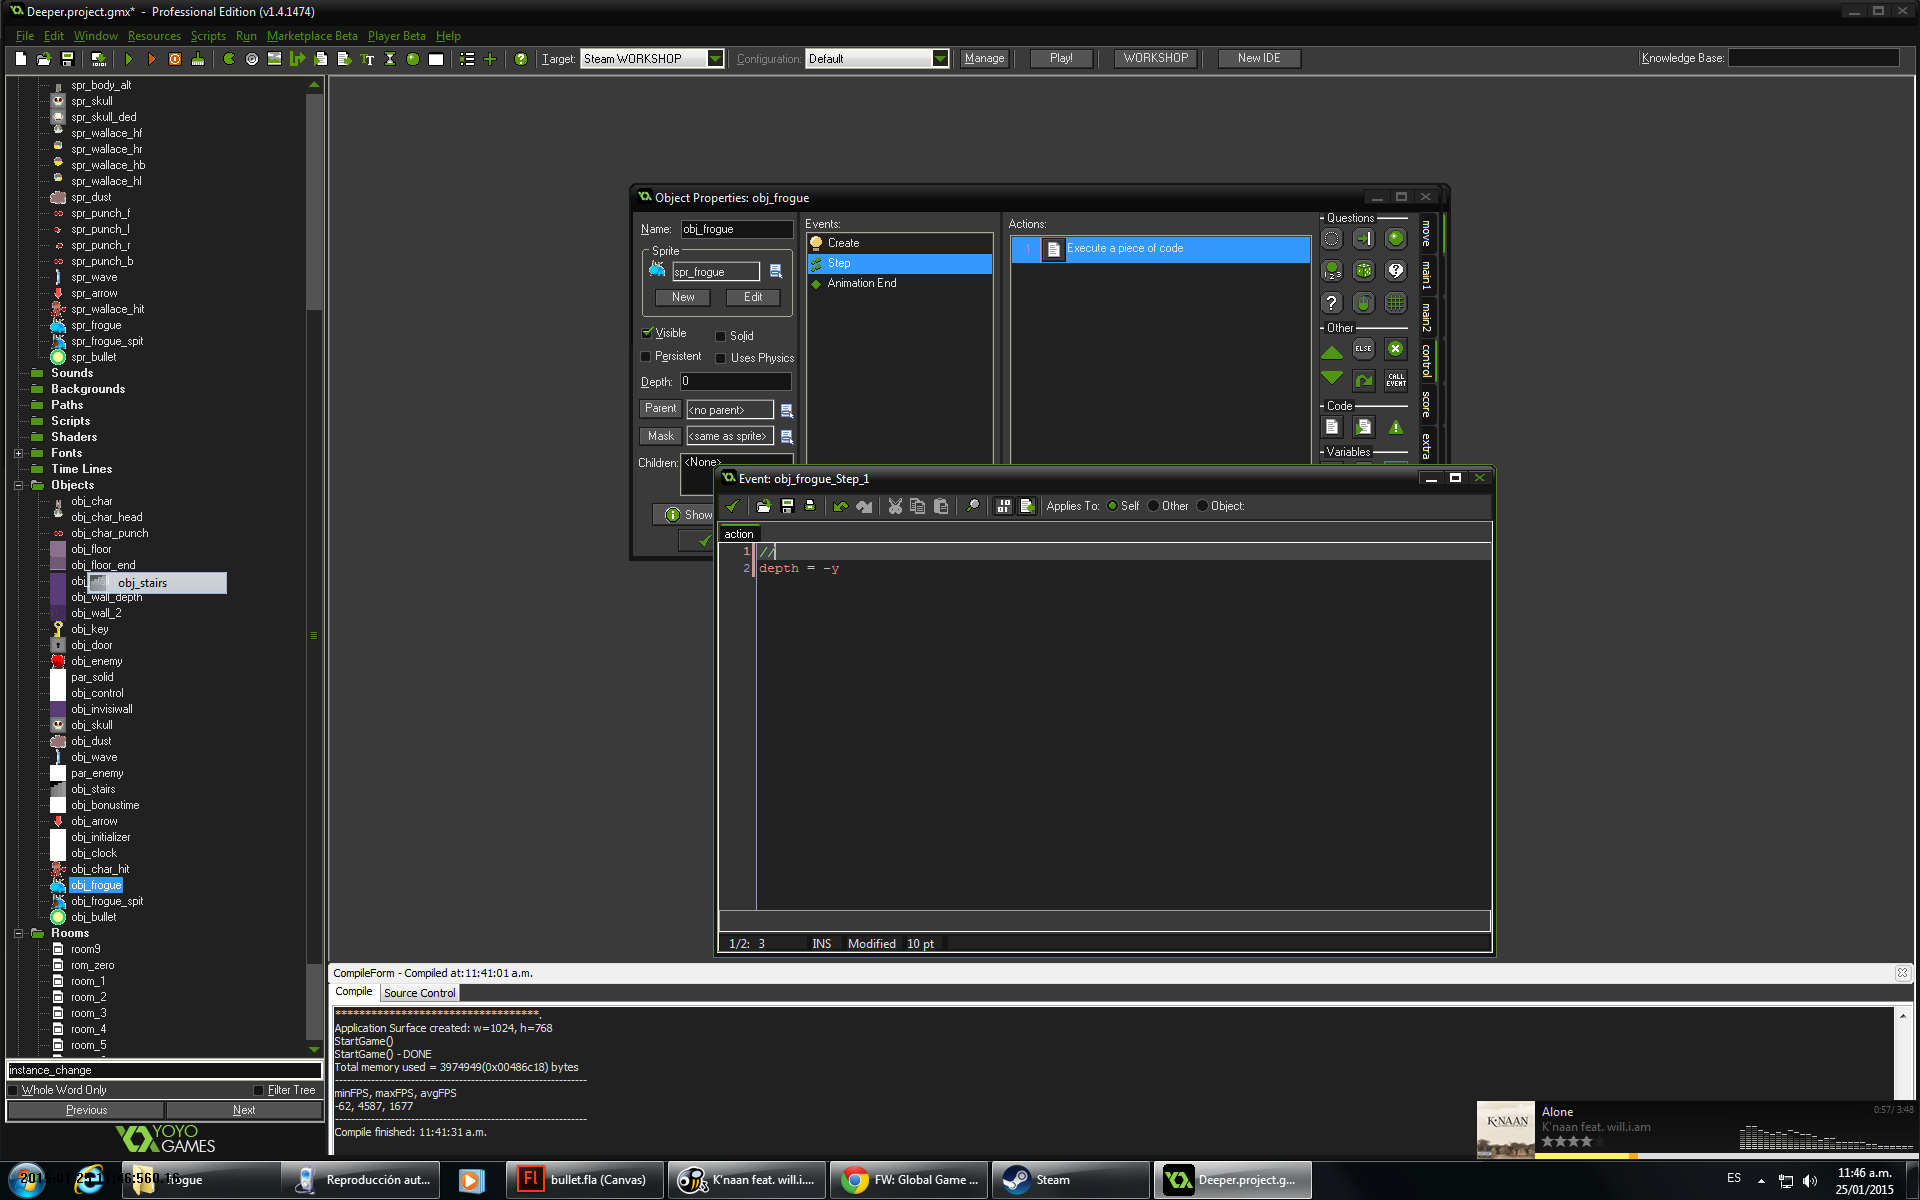 Deeper.project.gmx* - Professional Edition (v1.4.1474)
File Edit Window Resources Scripts Run Marketplace Beta Player Beta Help
Target: Steam WORKSHOP Configuration: Default Manage Play! WORKSHOP New IDE Knowledge Base:
spr_body_alt
spr_skull
spr_skull_ded
spr_wallace_hf
spr_wallace_hr
spr_wallace_hb
spr_wallace_hl
spr_dust
spr_punch_f
spr_punch_l
spr_punch_r
spr_punch_b
spr_wave
spr_arrow
spr_wallace_hit
spr_frogue
spr_frogue_spit
spr_bullet
Sounds
Backgrounds
Paths
Scripts
Shaders
Fonts
Time Lines
Objects
obj_char
obj_char_head
obj_char_punch
obj_floor
obj_floor_end
obj_stairs
obj_wall_depth
obj_wall_2
obj_key
obj_door
obj_enemy
par_solid
obj_control
obj_invisiwall
obj_skull
obj_dust
obj_wave
par_enemy
obj_stairs
obj_bonustime
obj_arrow
obj_initializer
obj_clock
obj_char_hit
obj_frogue
obj_frogue_spit
obj_bullet
Rooms
room9
rom_zero
room_1
room_2
room_3
room_4
room_5
instance_change
Whole Word Only Filter Tree
Previous Next
YOYO GAMES
Object Properties: obj_frogue
Name: obj_frogue
Sprite
spr_frogue
New Edit
Visible Solid
Persistent Uses Physics
Depth: 0
Parent <no parent>
Mask <same as sprite>
Children: <None>
Show
Events:
Create
Step
Animation End
Actions:
1 Execute a piece of code
Questions
Other
ELSE
CALL EVENT
Code
Variables
move
main1
main2
control
score
extra
Event: obj_frogue_Step_1
Applies To: Self Other Object:
action
1 //
2 depth = -y
1/2: 3 INS Modified 10 pt
CompileForm - Compiled at:11:41:01 a.m.
Compile Source Control
***********************************.
Application Surface created: w=1024, h=768
StartGame()
StartGame() - DONE
Total memory used = 3974949(0x00486c18) bytes
minFPS, maxFPS, avgFPS
-62, 4587, 1677
Compile finished: 11:41:31 a.m.
K'NAAN
Alone
K'naan feat. will.i.am
0:57/ 3:48
Reproducción aut...
bullet.fla (Canvas)
K'naan feat. will.i....
FW: Global Game ...
Steam
Deeper.project.g...
ES
11:46 a.m.
25/01/2015